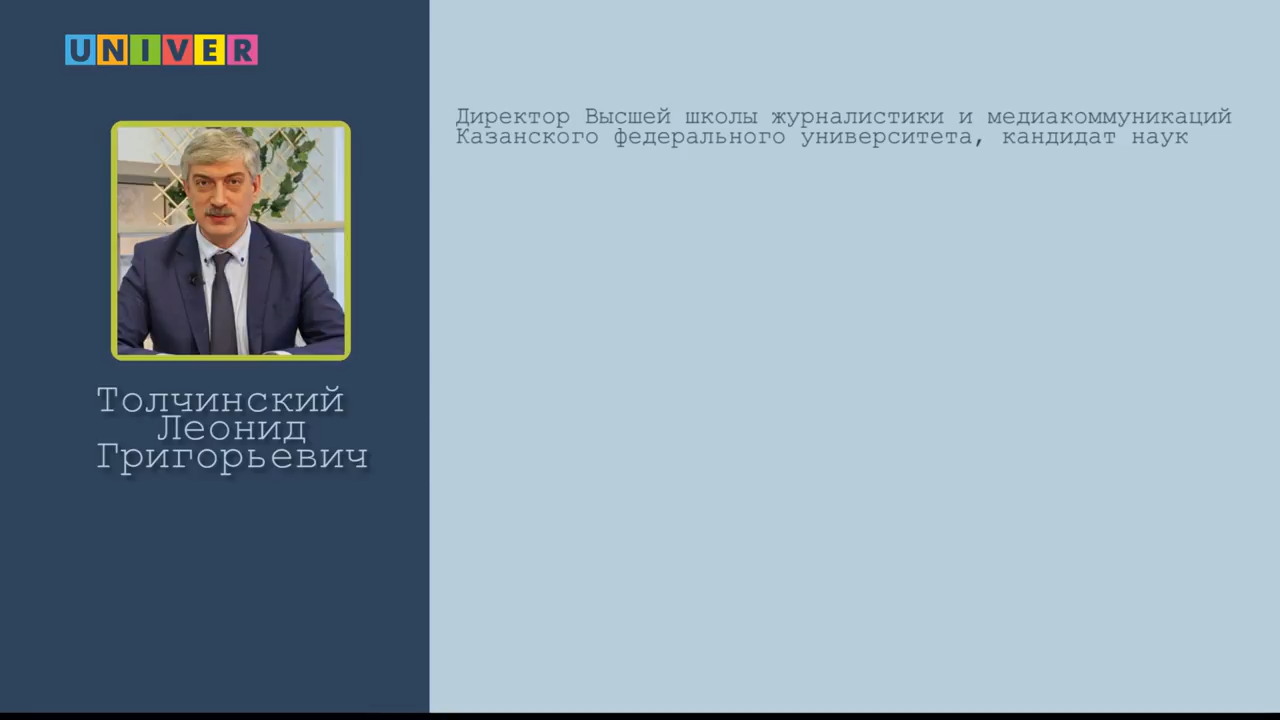 UNIVER
Толчинский
Леонид
Григорьевич
Директор Высшей школы журналистики и медиакоммуникаций
Казанского федерального университета, кандидат наук